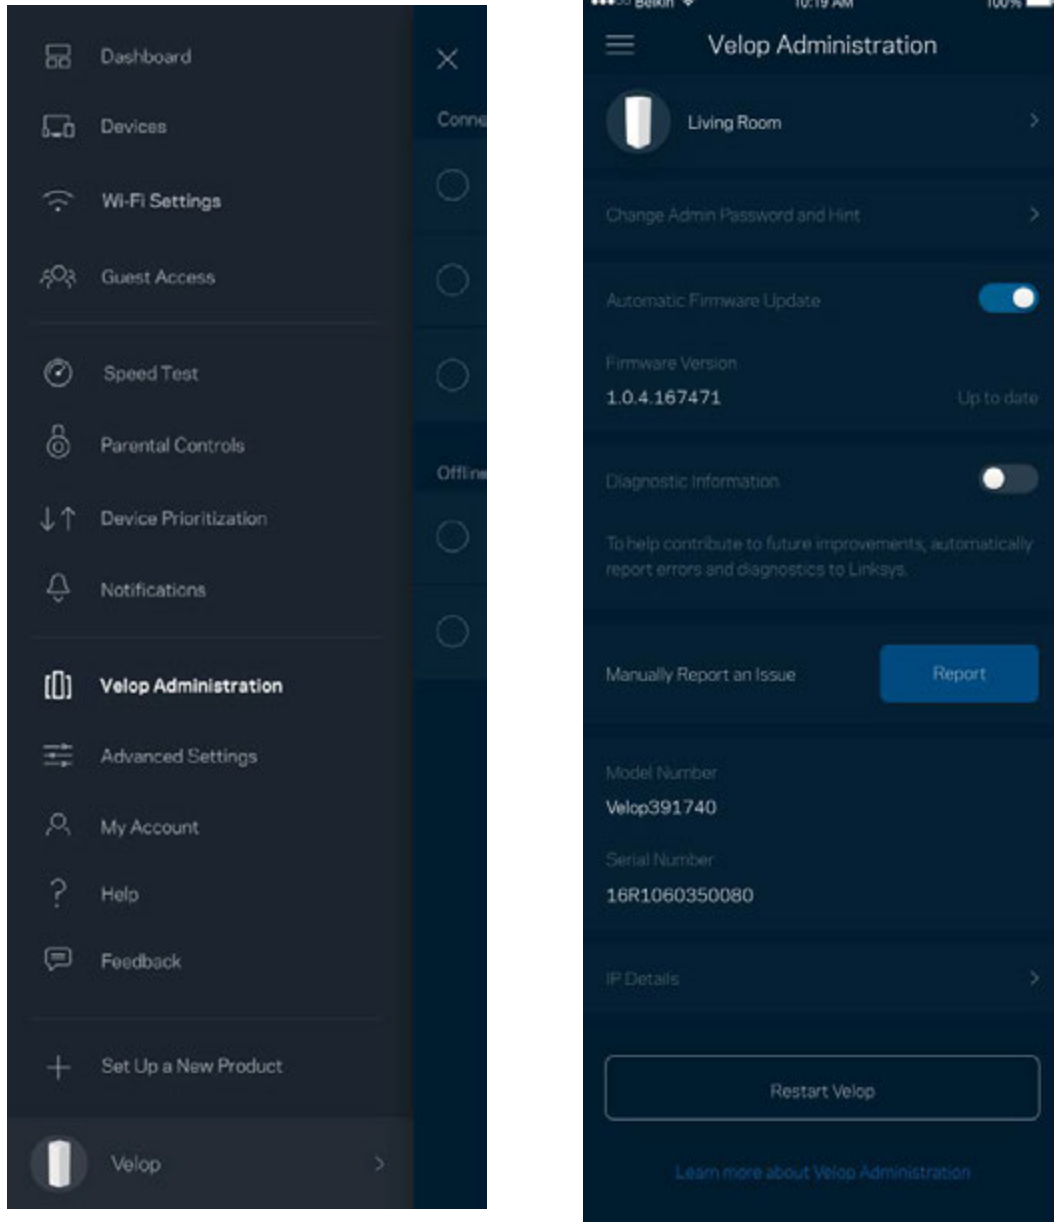 Dashboard
Devices
Wi-Fi Settings
Guest Access
Speed Test
Parental Controls
Device Prioritization
Notifications
Velop Administration
Advanced Settings
My Account
Help
Feedback
Set Up a New Product
Velop
Conne
Offline
Belkin 10:19 AM 100%
Velop Administration
Living Room
Change Admin Password and Hint
Automatic Firmware Update
Firmware Version
1.0.4.167471 Up to date
Diagnostic Information
To help contribute to future improvements, automatically
report errors and diagnostics to Linksys.
Manually Report an Issue Report
Model Number
Velop391740
Serial Number
16R1060350080
IP Details
Restart Velop
Learn more about Velop Administration